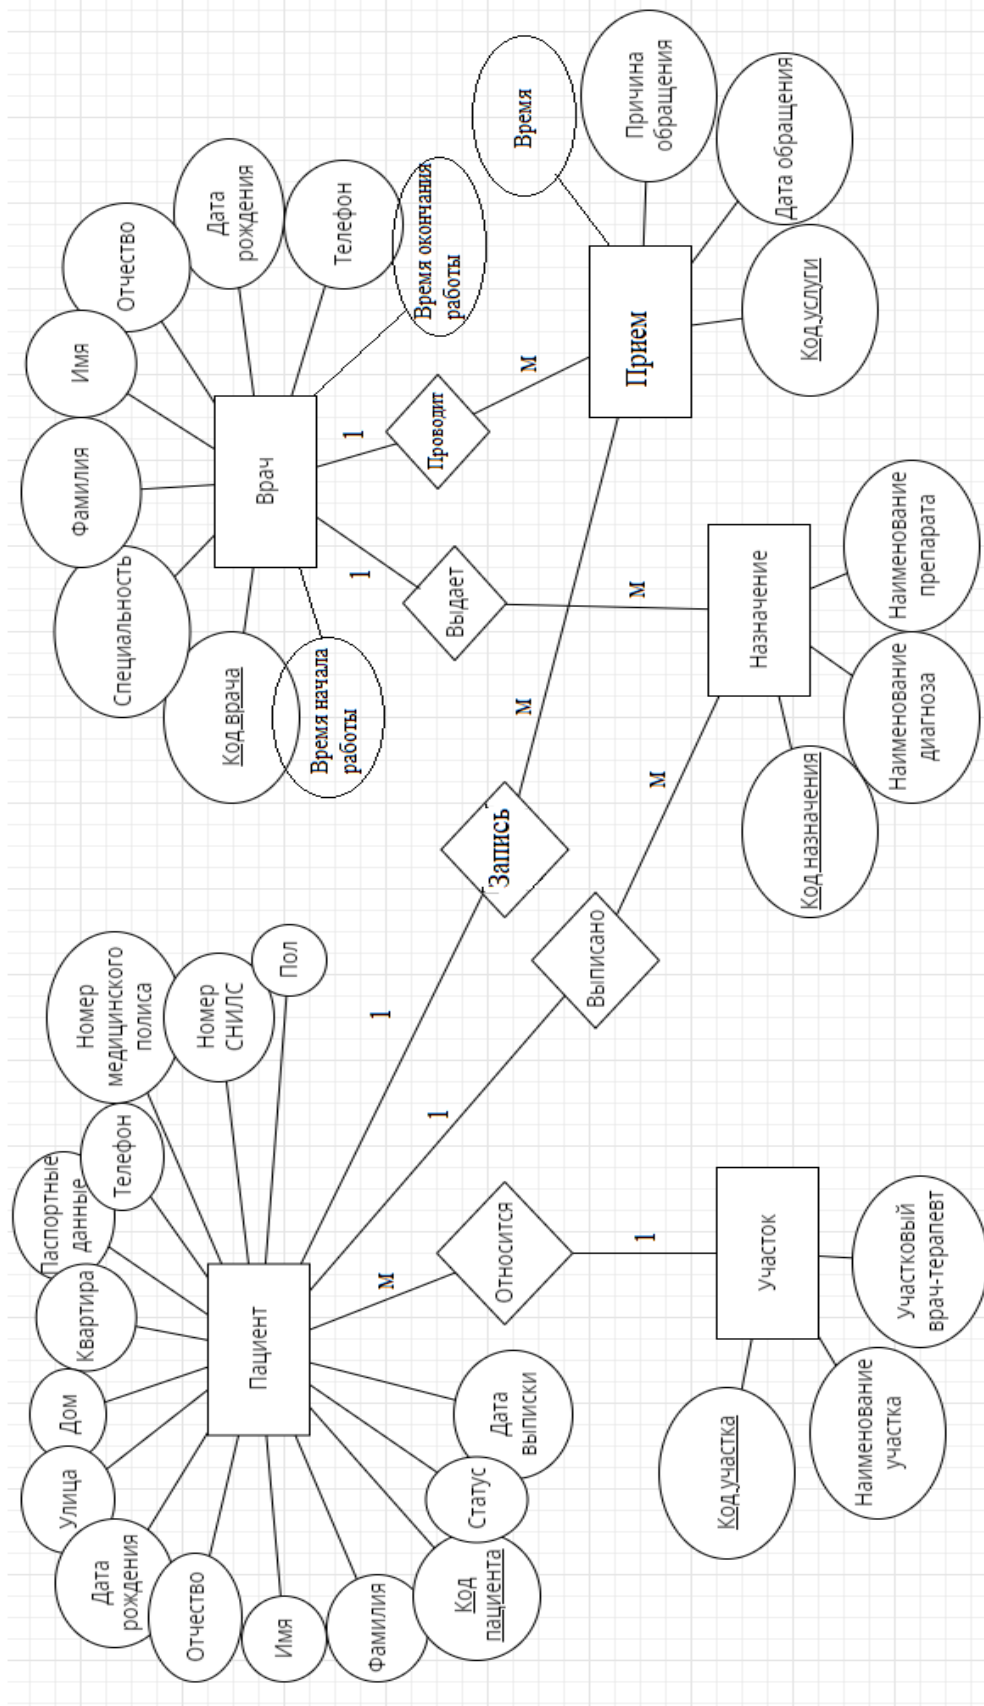 Код врача
Специальность
Фамилия
Имя
Отчество
Дата
рождения
Телефон
Время окончания
работы
Время начала
работы
Врач
1
Проводит
М
1
Выдает
М
Время
Причина
обращения
Дата обращения
Код услуги
Прием
Назначение
Код назначения
Наименование
диагноза
Наименование
препарата
М
Запись
1
М
Выписано
1
Пациент
Код
пациента
Фамилия
Имя
Отчество
Дата
рождения
Улица
Дом
Квартира
Паспортные
данные
Телефон
Номер
медицинского
полиса
Номер
СНИЛС
Пол
Статус
Дата
выписки
М
Относится
1
Участок
Код участка
Наименование
участка
Участковый
врач-терапевт